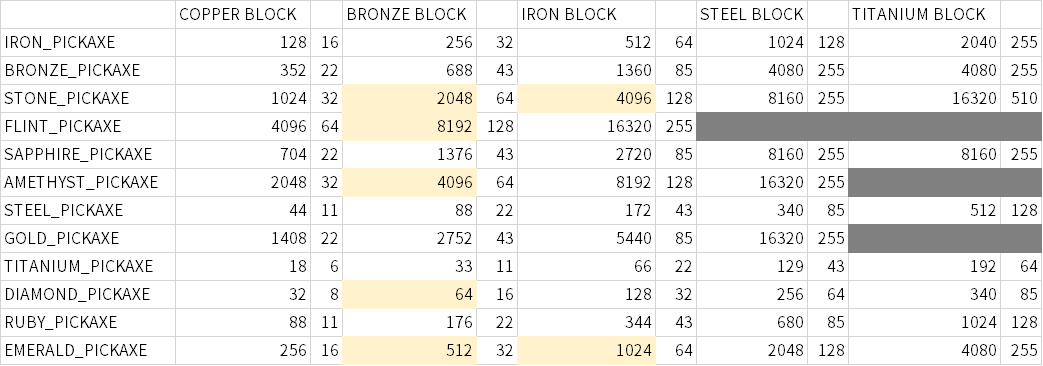 COPPER BLOCK BRONZE BLOCK IRON BLOCK STEEL BLOCK TITANIUM BLOCK
IRON_PICKAXE 128 16 256 32 512 64 1024 128 2040 255
BRONZE_PICKAXE 352 22 688 43 1360 85 4080 255 4080 255
STONE_PICKAXE 1024 32 2048 64 4096 128 8160 255 16320 510
FLINT_PICKAXE 4096 64 8192 128 16320 255
SAPPHIRE_PICKAXE 704 22 1376 43 2720 85 8160 255 8160 255
AMETHYST_PICKAXE 2048 32 4096 64 8192 128 16320 255
STEEL_PICKAXE 44 11 88 22 172 43 340 85 512 128
GOLD_PICKAXE 1408 22 2752 43 5440 85 16320 255
TITANIUM_PICKAXE 18 6 33 11 66 22 129 43 192 64
DIAMOND_PICKAXE 32 8 64 16 128 32 256 64 340 85
RUBY_PICKAXE 88 11 176 22 344 43 680 85 1024 128
EMERALD_PICKAXE 256 16 512 32 1024 64 2048 128 4080 255